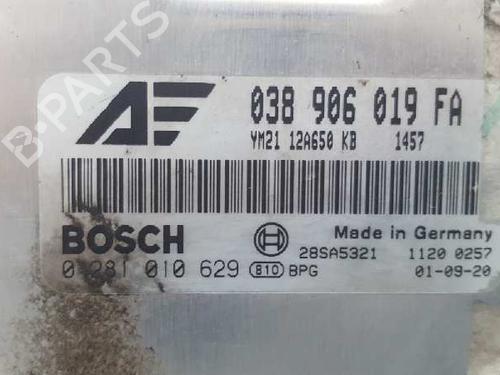 AE 038 906 019 FA
YM21 12A650 KB 1457
BOSCH Made in Germany
28SA5321 1120 0257
0 281 010 629 810 BPG 01-09-20
B-PARTS